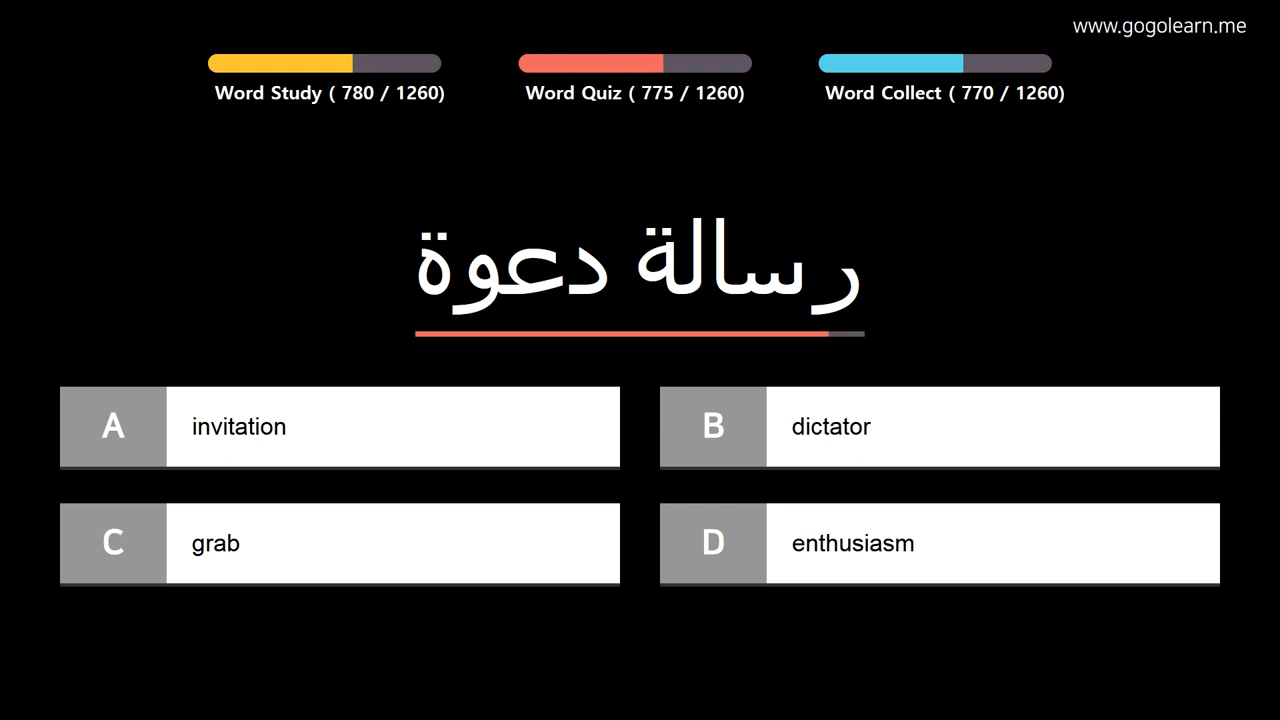 www.gogolearn.me
Word Study ( 780 / 1260)
Word Quiz ( 775 / 1260)
Word Collect ( 770 / 1260)
رسالة دعوة
A invitation
B dictator
C grab
D enthusiasm